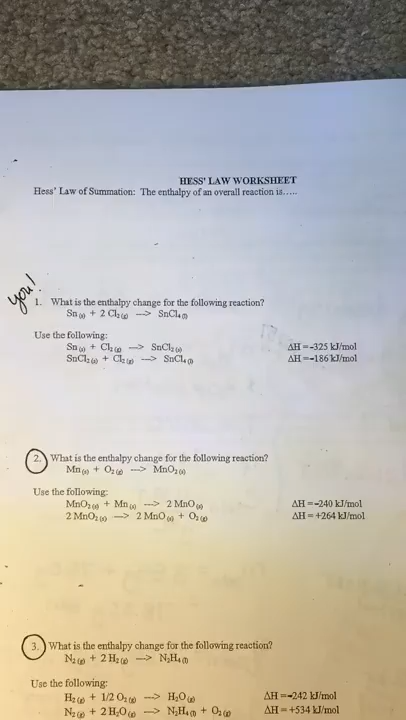 HESS' LAW WORKSHEET
Hess' Law of Summation: The enthalpy of an overall reaction is.....
you!
1. What is the enthalpy change for the following reaction?
Sn (s) + 2 Cl₂ (g) ---> SnCl₄ (l)
Use the following:
Sn (s) + Cl₂ (g) ---> SnCl₂ (s) ΔH = -325 kJ/mol
SnCl₂ (s) + Cl₂ (g) ---> SnCl₄ (l) ΔH = -186 kJ/mol
2. What is the enthalpy change for the following reaction?
Mn (s) + O₂ (g) ---> MnO₂ (s)
Use the following:
MnO₂ (s) + Mn (s) ---> 2 MnO (s) ΔH = -240 kJ/mol
2 MnO₂ (s) ---> 2 MnO (s) + O₂ (g) ΔH = +264 kJ/mol
3. What is the enthalpy change for the following reaction?
N₂ (g) + 2 H₂ (g) ---> N₂H₄ (l)
Use the following:
H₂ (g) + 1/2 O₂ (g) ---> H₂O (g) ΔH = -242 kJ/mol
N₂ (g) + 2 H₂O (g) ---> N₂H₄ (l) + O₂ (g) ΔH = +534 kJ/mol